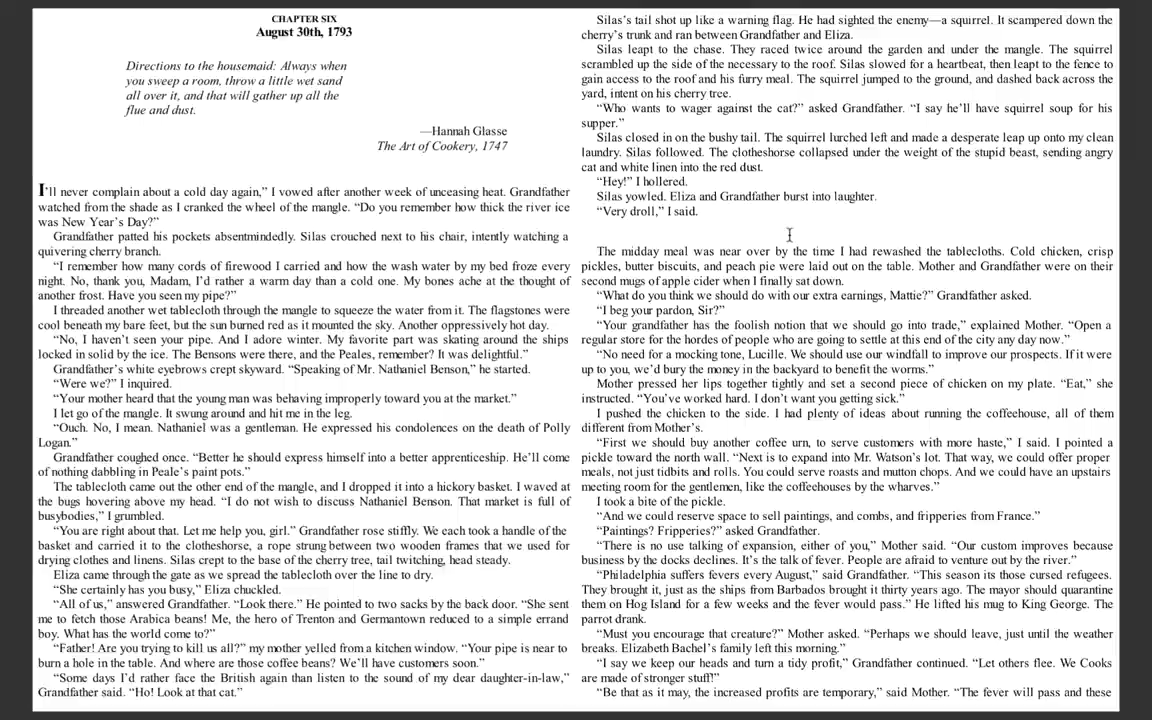 CHAPTER SIX
August 30th, 1793
Directions to the housemaid: Always when
you sweep a room, throw a little wet sand
all over it, and that will gather up all the
flue and dust.
—Hannah Glasse
The Art of Cookery, 1747
I'll never complain about a cold day again,” I vowed after another week of unceasing heat. Grandfather
watched from the shade as I cranked the wheel of the mangle. “Do you remember how thick the river ice
was New Year’s Day?”
Grandfather patted his pockets absentmindedly. Silas crouched next to his chair, intently watching a
quivering cherry branch.
“I remember how many cords of firewood I carried and how the wash water by my bed froze every
night. No, thank you, Madam, I’d rather a warm day than a cold one. My bones ache at the thought of
another frost. Have you seen my pipe?”
I threaded another wet tablecloth through the mangle to squeeze the water from it. The flagstones were
cool beneath my bare feet, but the sun burned red as it mounted the sky. Another oppressively hot day.
“No, I haven’t seen your pipe. And I adore winter. My favorite part was skating around the ships
locked in solid by the ice. The Bensons were there, and the Peales, remember? It was delightful.”
Grandfather’s white eyebrows crept skyward. “Speaking of Mr. Nathaniel Benson,” he started.
“Were we?” I inquired.
“Your mother heard that the young man was behaving improperly toward you at the market.”
I let go of the mangle. It swung around and hit me in the leg.
“Ouch. No, I mean. Nathaniel was a gentleman. He expressed his condolences on the death of Polly
Logan.”
Grandfather coughed once. “Better he should express himself into a better apprenticeship. He’ll come
of nothing dabbling in Peale’s paint pots.”
The tablecloth came out the other end of the mangle, and I dropped it into a hickory basket. I waved at
the bugs hovering above my head. “I do not wish to discuss Nathaniel Benson. That market is full of
busybodies,” I grumbled.
“You are right about that. Let me help you, girl.” Grandfather rose stiffly. We each took a handle of the
basket and carried it to the clotheshorse, a rope strung between two wooden frames that we used for
drying clothes and linens. Silas crept to the base of the cherry tree, tail twitching, head steady.
Eliza came through the gate as we spread the tablecloth over the line to dry.
“She certainly has you busy,” Eliza chuckled.
“All of us,” answered Grandfather. “Look there.” He pointed to two sacks by the back door. “She sent
me to fetch those Arabica beans! Me, the hero of Trenton and Germantown reduced to a simple errand
boy. What has the world come to?”
“Father! Are you trying to kill us all?” my mother yelled from a kitchen window. “Your pipe is near to
burn a hole in the table. And where are those coffee beans? We’ll have customers soon.”
“Some days I’d rather face the British again than listen to the sound of my dear daughter-in-law,”
Grandfather said. “Ho! Look at that cat.”
Silas’s tail shot up like a warning flag. He had sighted the enemy—a squirrel. It scampered down the
cherry’s trunk and ran between Grandfather and Eliza.
Silas leapt to the chase. They raced twice around the garden and under the mangle. The squirrel
scrambled up the side of the necessary to the roof. Silas slowed for a heartbeat, then leapt to the fence to
gain access to the roof and his furry meal. The squirrel jumped to the ground, and dashed back across the
yard, intent on his cherry tree.
“Who wants to wager against the cat?” asked Grandfather. “I say he’ll have squirrel soup for his
supper.”
Silas closed in on the bushy tail. The squirrel lurched left and made a desperate leap up onto my clean
laundry. Silas followed. The clotheshorse collapsed under the weight of the stupid beast, sending angry
cat and white linen into the red dust.
“Hey!” I hollered.
Silas yowled. Eliza and Grandfather burst into laughter.
“Very droll,” I said.
The midday meal was near over by the time I had rewashed the tablecloths. Cold chicken, crisp
pickles, butter biscuits, and peach pie were laid out on the table. Mother and Grandfather were on their
second mugs of apple cider when I finally sat down.
“What do you think we should do with our extra earnings, Mattie?” Grandfather asked.
“I beg your pardon, Sir?”
“Your grandfather has the foolish notion that we should go into trade,” explained Mother. “Open a
regular store for the hordes of people who are going to settle at this end of the city any day now.”
“No need for a mocking tone, Lucille. We should use our windfall to improve our prospects. If it were
up to you, we’d bury the money in the backyard to benefit the worms.”
Mother pressed her lips together tightly and set a second piece of chicken on my plate. “Eat,” she
instructed. “You’ve worked hard. I don’t want you getting sick.”
I pushed the chicken to the side. I had plenty of ideas about running the coffeehouse, all of them
different from Mother’s.
“First we should buy another coffee urn, to serve customers with more haste,” I said. I pointed a
pickle toward the north wall. “Next is to expand into Mr. Watson’s lot. That way, we could offer proper
meals, not just tidbits and rolls. You could serve roasts and mutton chops. And we could have an upstairs
meeting room for the gentlemen, like the coffeehouses by the wharves.”
I took a bite of the pickle.
“And we could reserve space to sell paintings, and combs, and fripperies from France.”
“Paintings? Fripperies?” asked Grandfather.
“There is no use talking of expansion, either of you,” Mother said. “Our custom improves because
business by the docks declines. It’s the talk of fever. People are afraid to venture out by the river.”
“Philadelphia suffers fevers every August,” said Grandfather. “This season its those cursed refugees.
They brought it, just as the ships from Barbados brought it thirty years ago. The mayor should quarantine
them on Hog Island for a few weeks and the fever would pass.” He lifted his mug to King George. The
parrot drank.
“Must you encourage that creature?” Mother asked. “Perhaps we should leave, just until the weather
breaks. Elizabeth Bachel’s family left this morning.”
“I say we keep our heads and turn a tidy profit,” Grandfather continued. “Let others flee. We Cooks
are made of stronger stuff!”
“Be that as it may, the increased profits are temporary,” said Mother. “The fever will pass and these